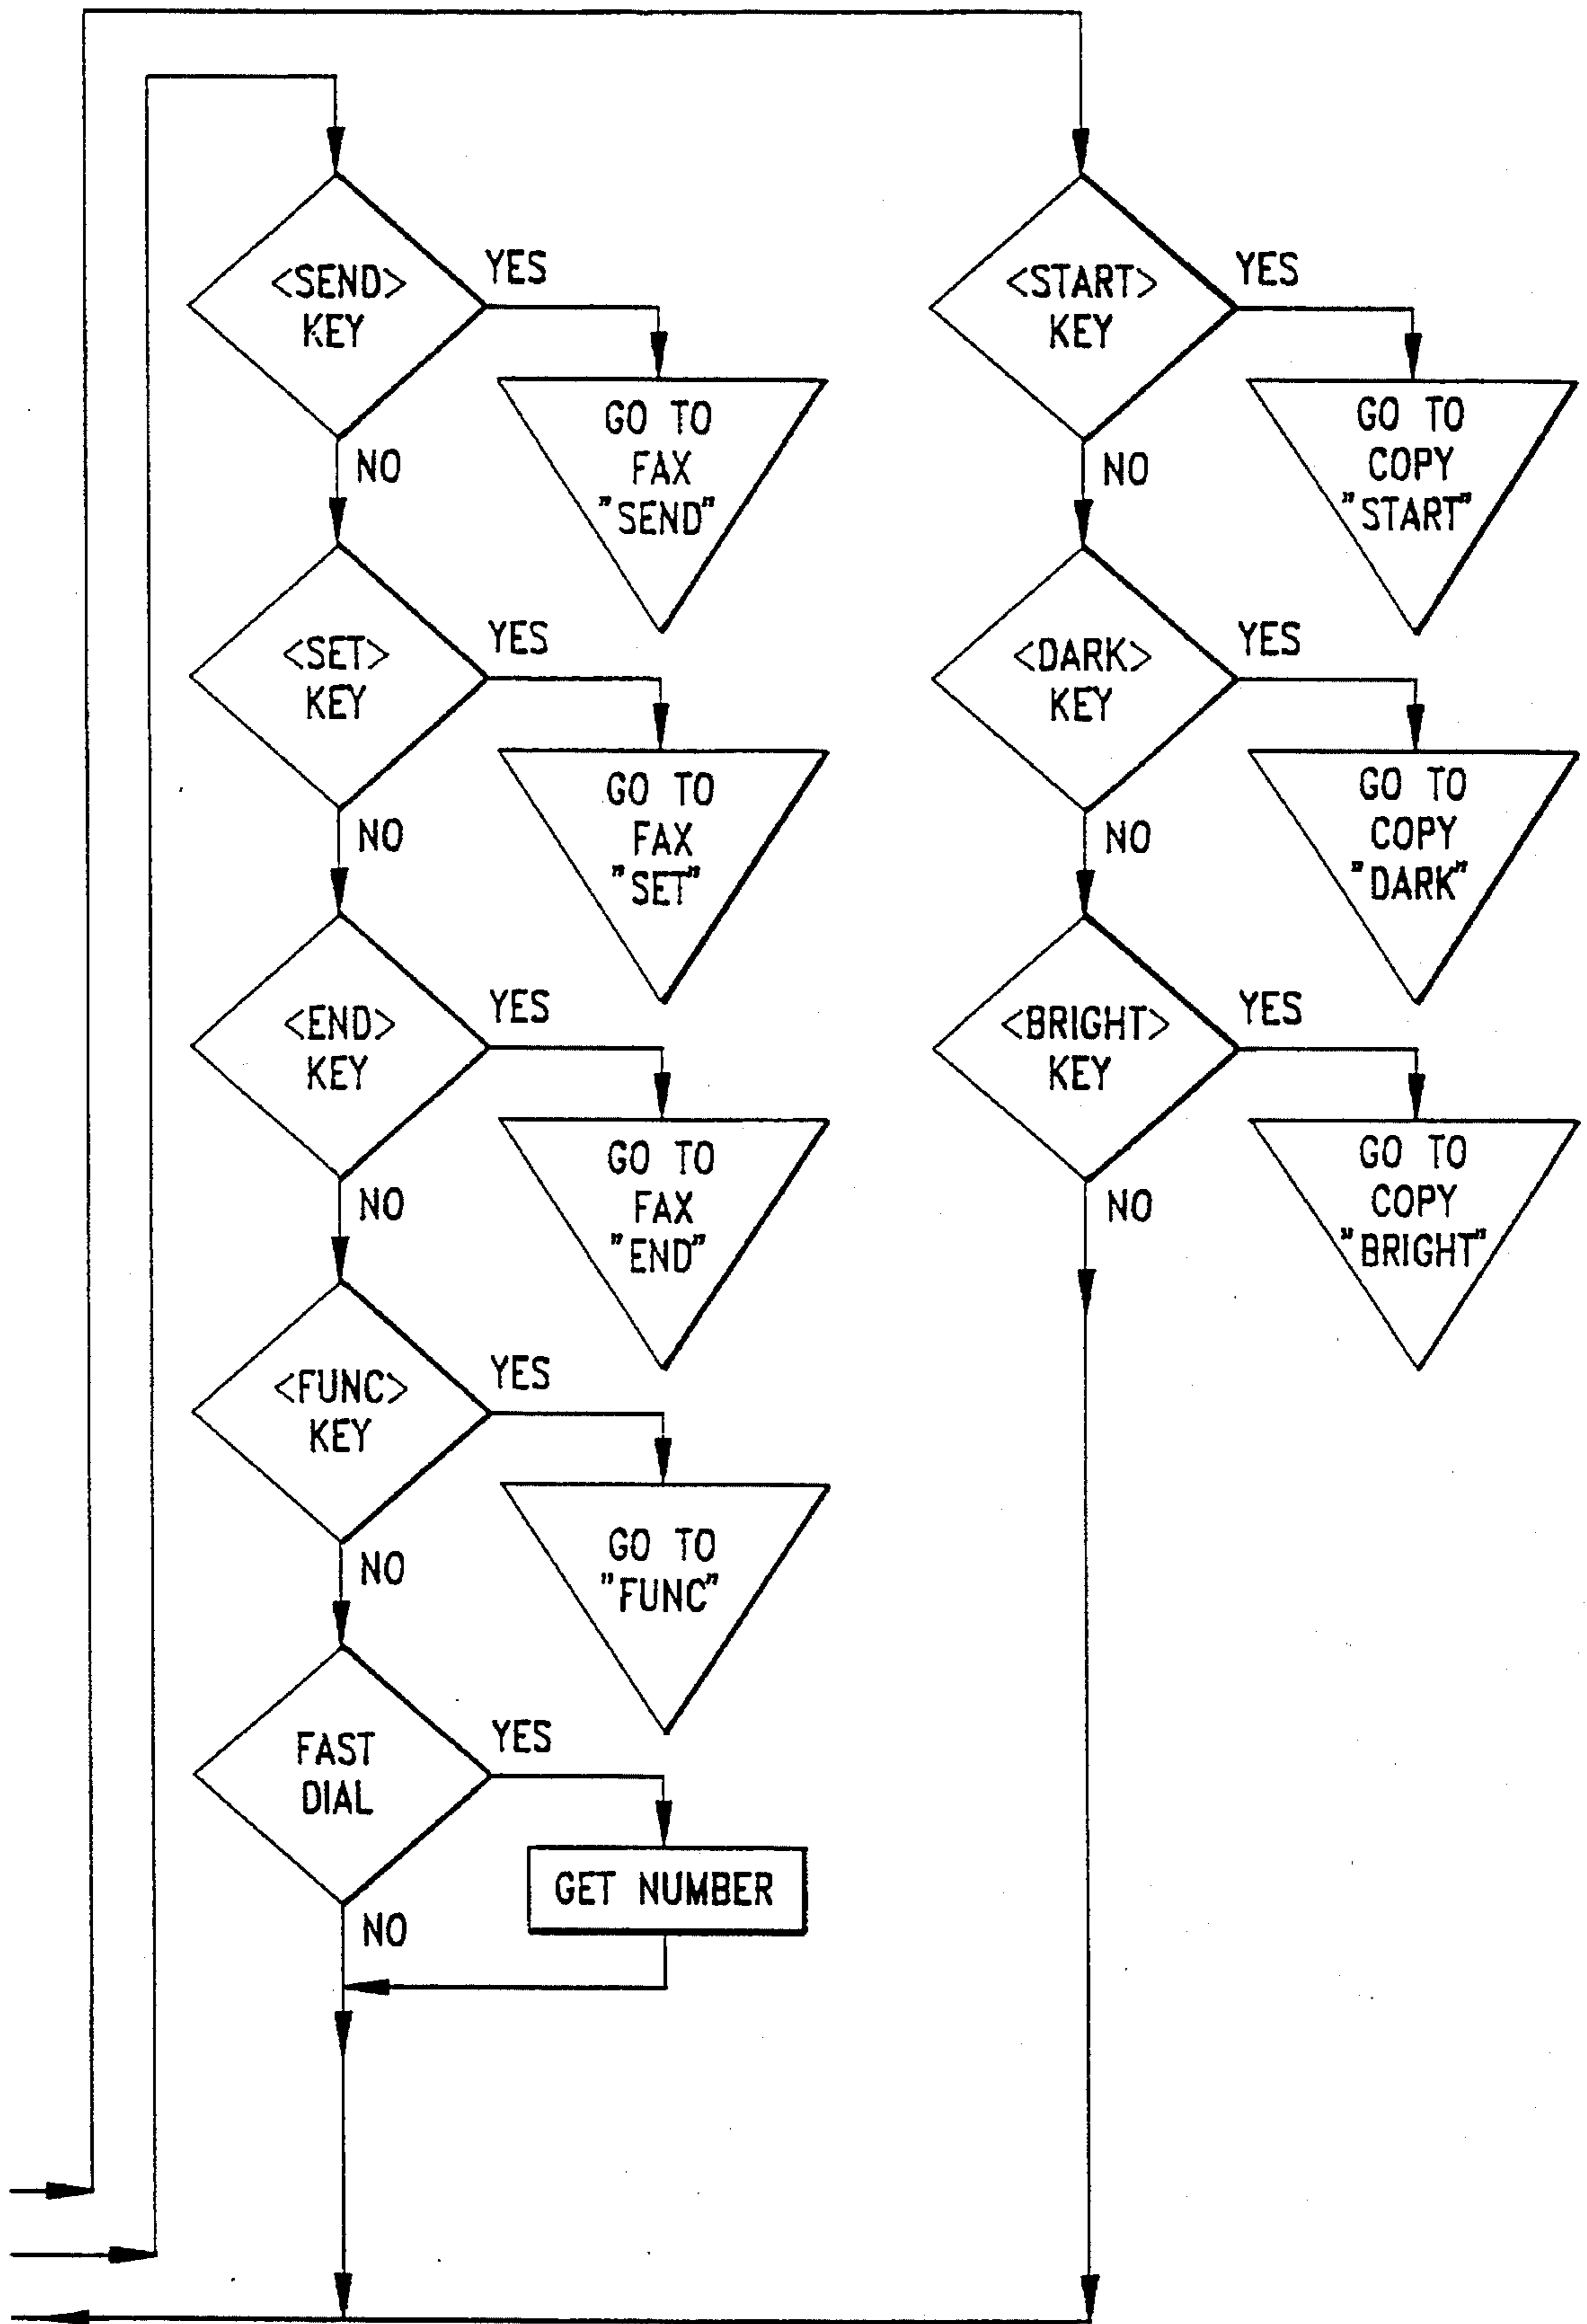 <SEND>
KEY
YES
NO
GO TO
FAX
"SEND"
<SET>
KEY
YES
NO
GO TO
FAX
"SET"
<END>
KEY
YES
NO
GO TO
FAX
"END"
<FUNC>
KEY
YES
NO
GO TO
"FUNC"
FAST
DIAL
YES
NO
GET NUMBER
<START>
KEY
YES
NO
GO TO
COPY
"START"
<DARK>
KEY
YES
NO
GO TO
COPY
"DARK"
<BRIGHT>
KEY
YES
NO
GO TO
COPY
"BRIGHT"